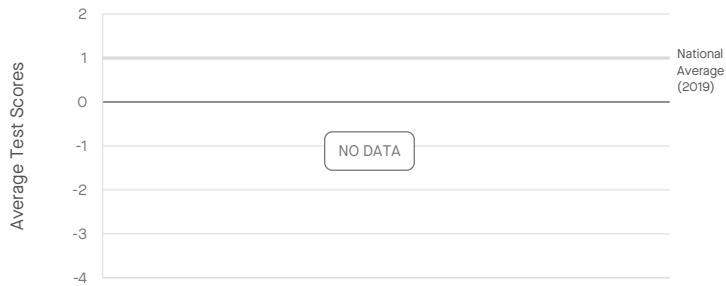 Average Test Scores
2
1
0
-1
-2
-3
-4
National
Average
(2019)
NO DATA